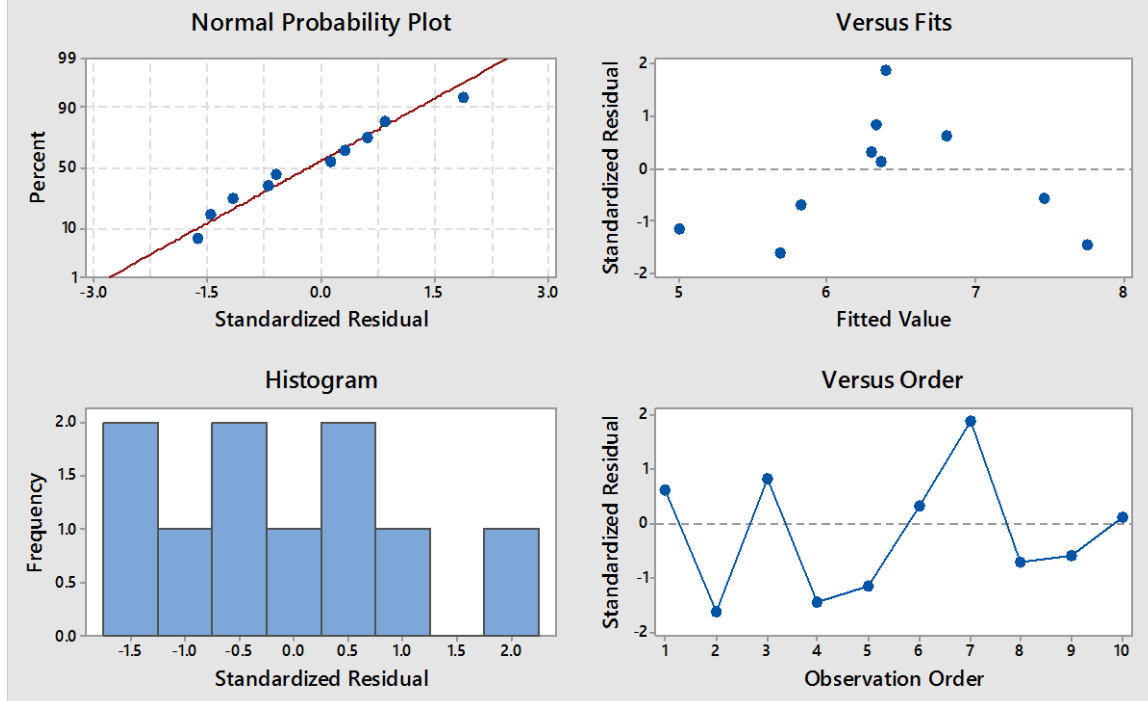 Normal Probability Plot
99
90
50
10
1
Percent
-3.0 -1.5 0.0 1.5 3.0
Standardized Residual
Versus Fits
2
1
0
-1
-2
Standardized Residual
5 6 7 8
Fitted Value
Histogram
2.0
1.5
1.0
0.5
0.0
Frequency
-1.5 -1.0 -0.5 0.0 0.5 1.0 1.5 2.0
Standardized Residual
Versus Order
2
1
0
-1
-2
Standardized Residual
1 2 3 4 5 6 7 8 9 10
Observation Order